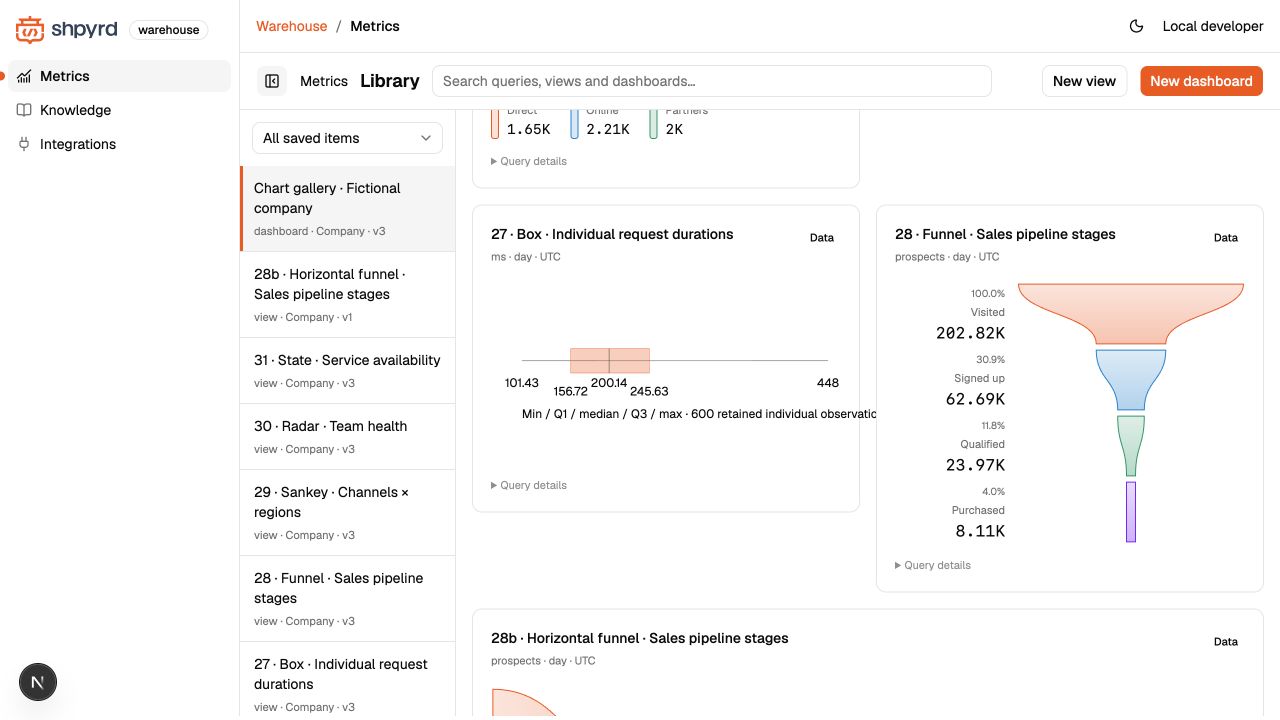 shpyrd
warehouse
Warehouse / Metrics
Local developer
Metrics
Knowledge
Integrations
Metrics Library
Search queries, views and dashboards...
New view
New dashboard
All saved items
Chart gallery · Fictional
company
dashboard · Company · v3
28b · Horizontal funnel ·
Sales pipeline stages
view · Company · v1
31 · State · Service availability
view · Company · v3
30 · Radar · Team health
view · Company · v3
29 · Sankey · Channels ×
regions
view · Company · v3
28 · Funnel · Sales pipeline
stages
view · Company · v3
27 · Box · Individual request
durations
view · Company · v3
Direct Online Partners
1.65K 2.21K 2K
Query details
27 · Box · Individual request durations
Data
ms · day · UTC
101.43 200.14 448
156.72 245.63
Min / Q1 / median / Q3 / max · 600 retained individual observatio
Query details
28 · Funnel · Sales pipeline stages
Data
prospects · day · UTC
100.0%
Visited
202.82K
30.9%
Signed up
62.69K
11.8%
Qualified
23.97K
4.0%
Purchased
8.11K
Query details
28b · Horizontal funnel · Sales pipeline stages
Data
prospects · day · UTC
N